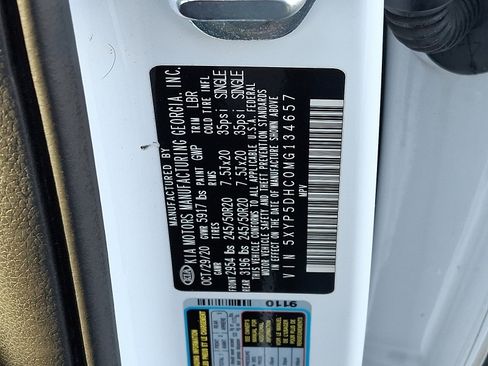 MANUFACTURED BY
KIA MOTORS MANUFACTURING GEORGIA, INC.
OCT/29/20 PAINT GWP TRIM LBR
GVWR 5917 lbs
TIRES RIMS COLD TIRE INFL
FRONT 2954 lbs 245/50R20 7.5Jx20 35psi SINGLE
REAR 3196 lbs 245/50R20 7.5Jx20 35psi SINGLE
THIS VEHICLE CONFORMS TO ALL APPLICABLE U.S.A. FEDERAL
MOTOR VEHICLE SAFETY, BUMPER, AND THEFT PREVENTION STANDARDS
IN EFFECT ON THE DATE OF MANUFACTURE SHOWN ABOVE.
VIN 5XYP5DHC0MG134657
MPV
9110